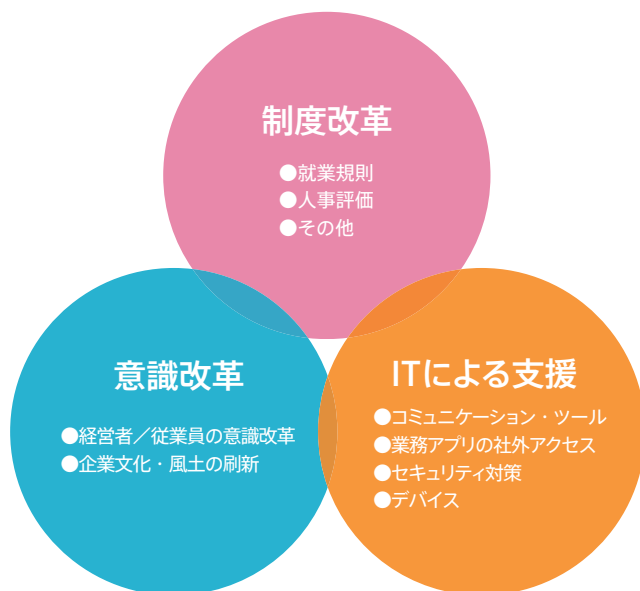 制度改革
●就業規則
●人事評価
●その他
意識改革
●経営者／従業員の意識改革
●企業文化・風土の刷新
ITによる支援
●コミュニケーション・ツール
●業務アプリの社外アクセス
●セキュリティ対策
●デバイス